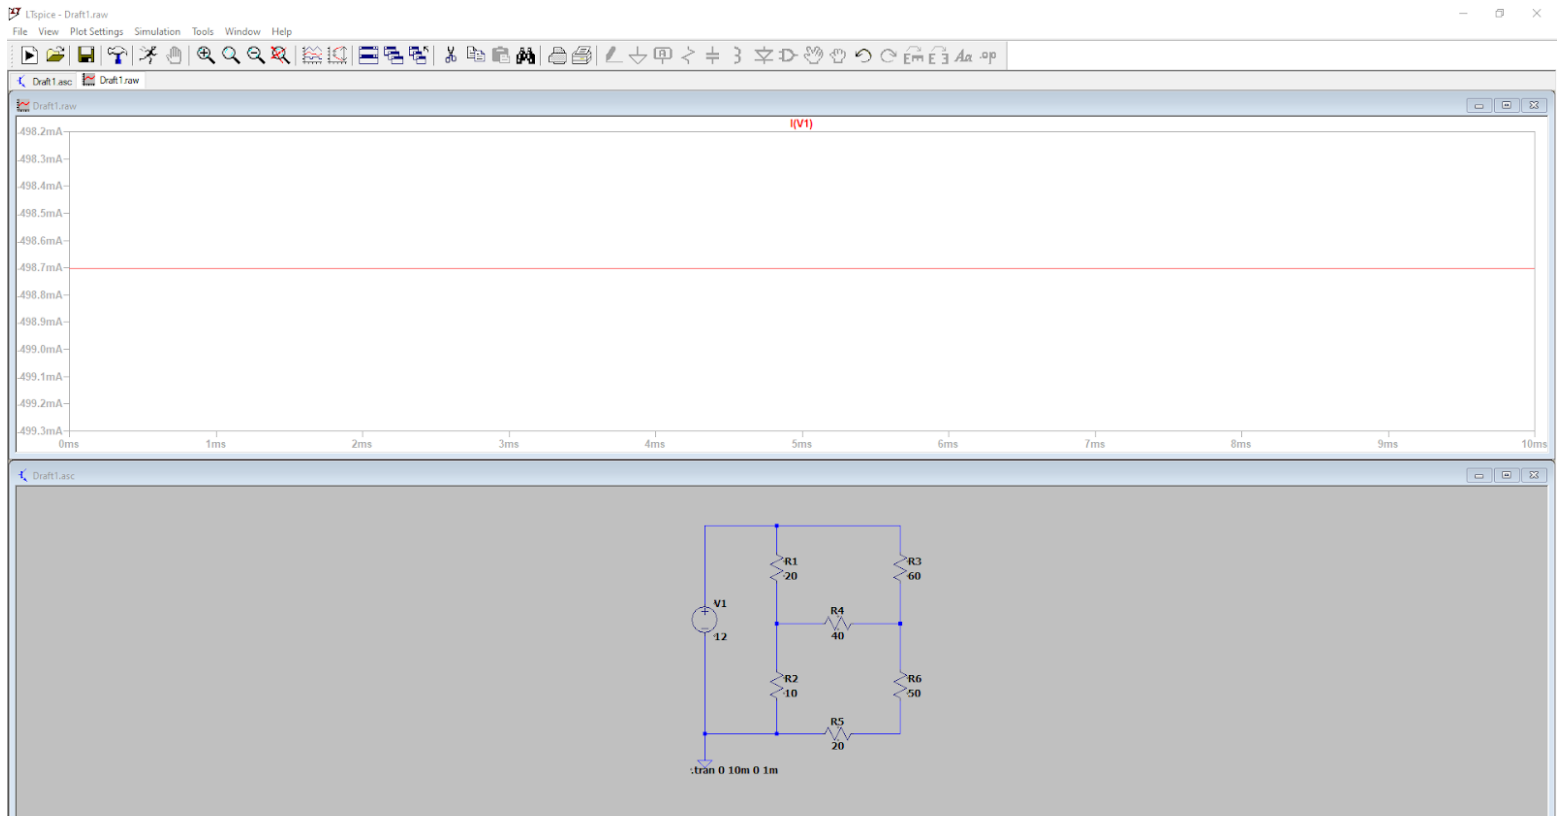 LTspice - Draft1.raw
File View Plot Settings Simulation Tools Window Help
Draft1.asc Draft1.raw
Draft1.raw
I(V1)
-498.2mA
-498.3mA
-498.4mA
-498.5mA
-498.6mA
-498.7mA
-498.8mA
-498.9mA
-499.0mA
-499.1mA
-499.2mA
-499.3mA
0ms 1ms 2ms 3ms 4ms 5ms 6ms 7ms 8ms 9ms 10ms
Draft1.asc
R1
20
R3
60
V1
12
R4
40
R2
10
R6
50
R5
20
.tran 0 10m 0 1m